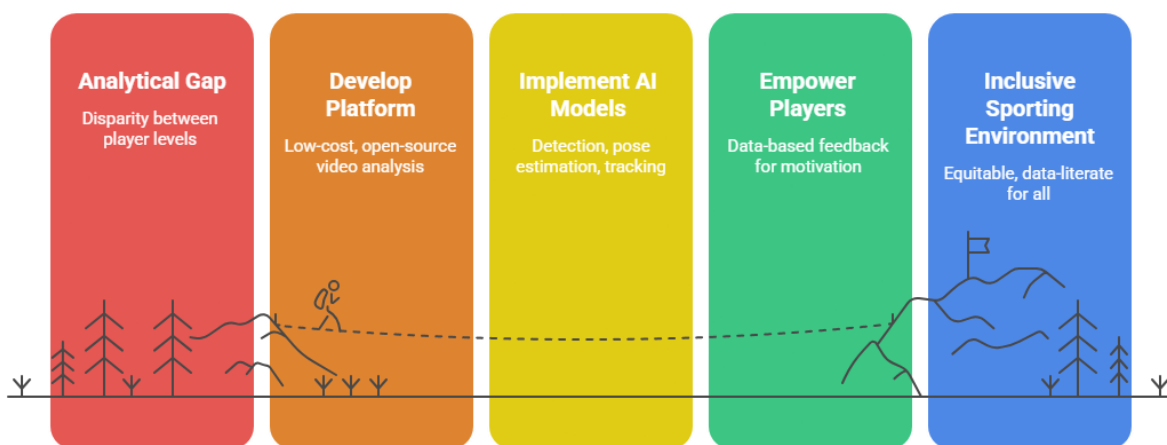 Analytical Gap
Disparity between
player levels
Develop
Platform
Low-cost, open-source
video analysis
Implement AI
Models
Detection, pose
estimation, tracking
Empower
Players
Data-based feedback
for motivation
Inclusive
Sporting
Environment
Equitable, data-literate
for all